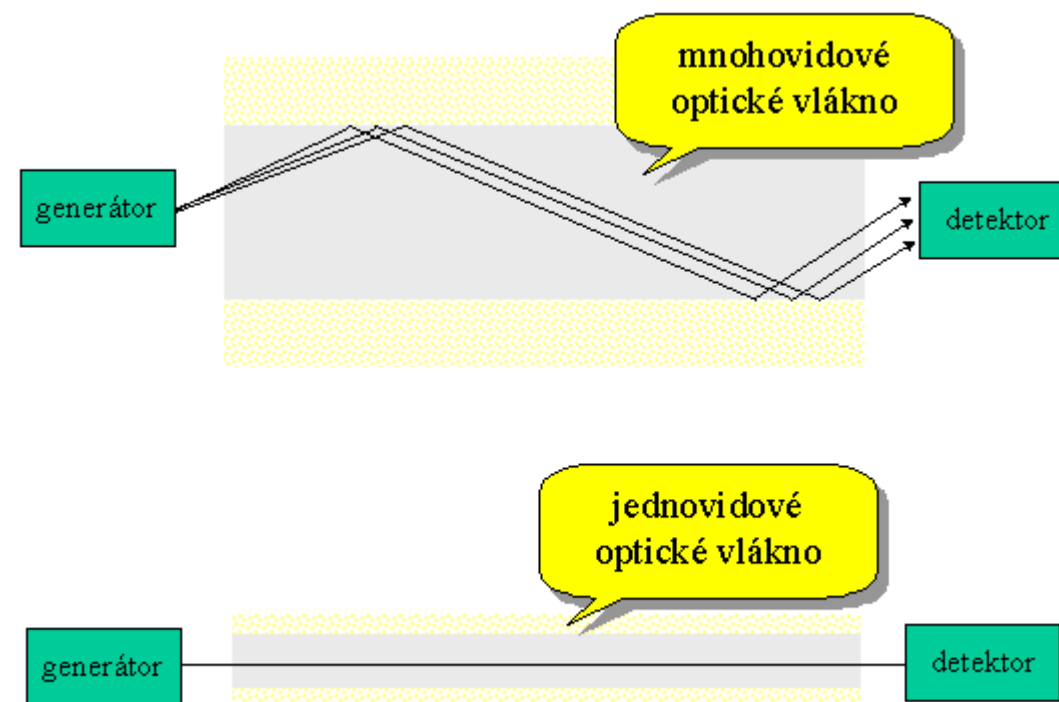 mnohovidové
optické vlákno
generátor
detektor
jednovidové
optické vlákno
generátor
detektor